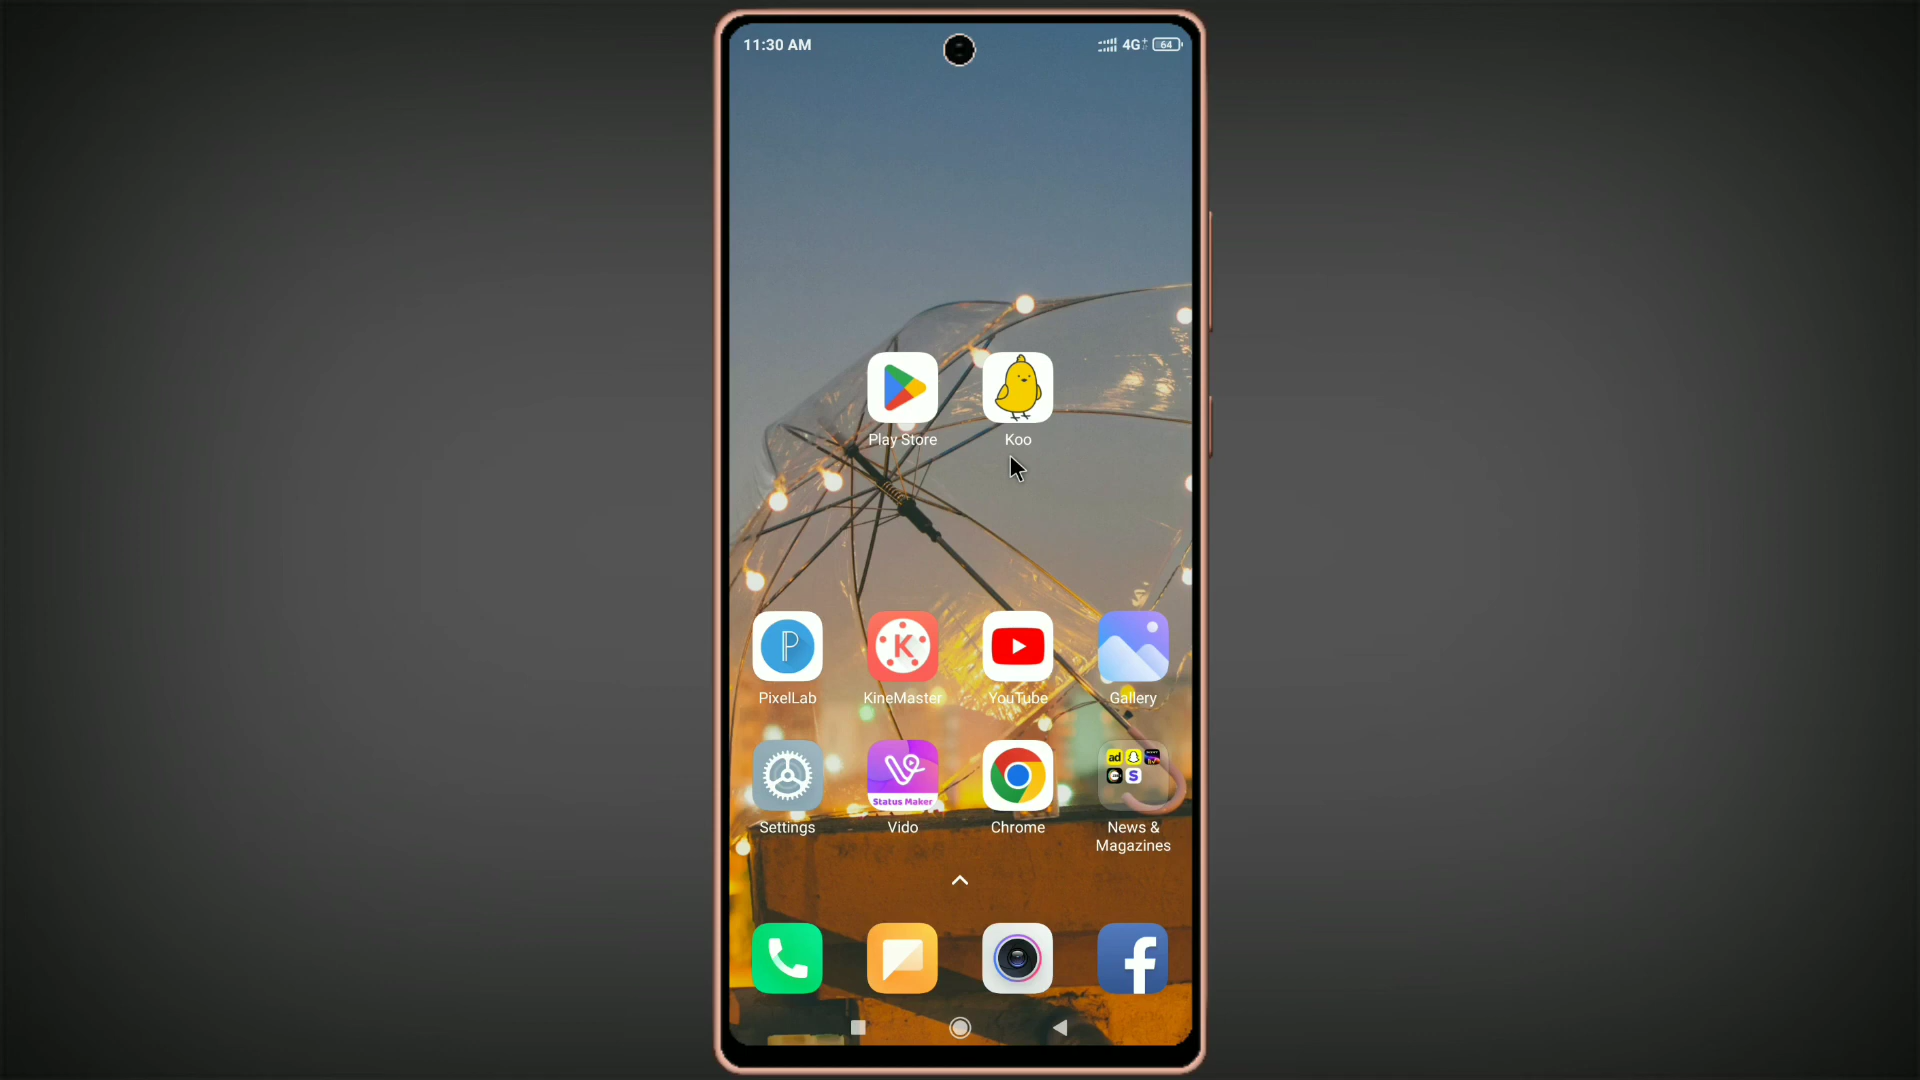 11:30 AM
4G+ 64
Play Store
Koo
PixelLab
KineMaster
YouTube
Gallery
Status Maker
ad
S
Settings
Vido
Chrome
News &
Magazines